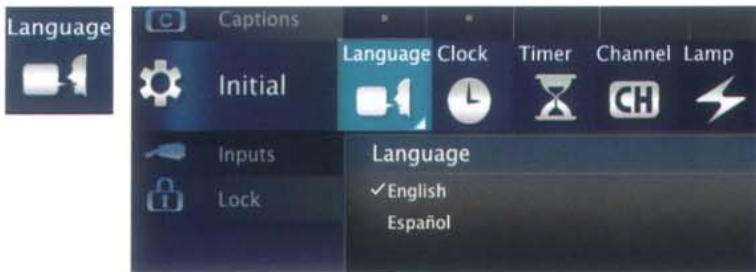 Language
C Captions
Initial
Language Clock Timer Channel Lamp
CH
Inputs
Lock
Language
✓English
Español